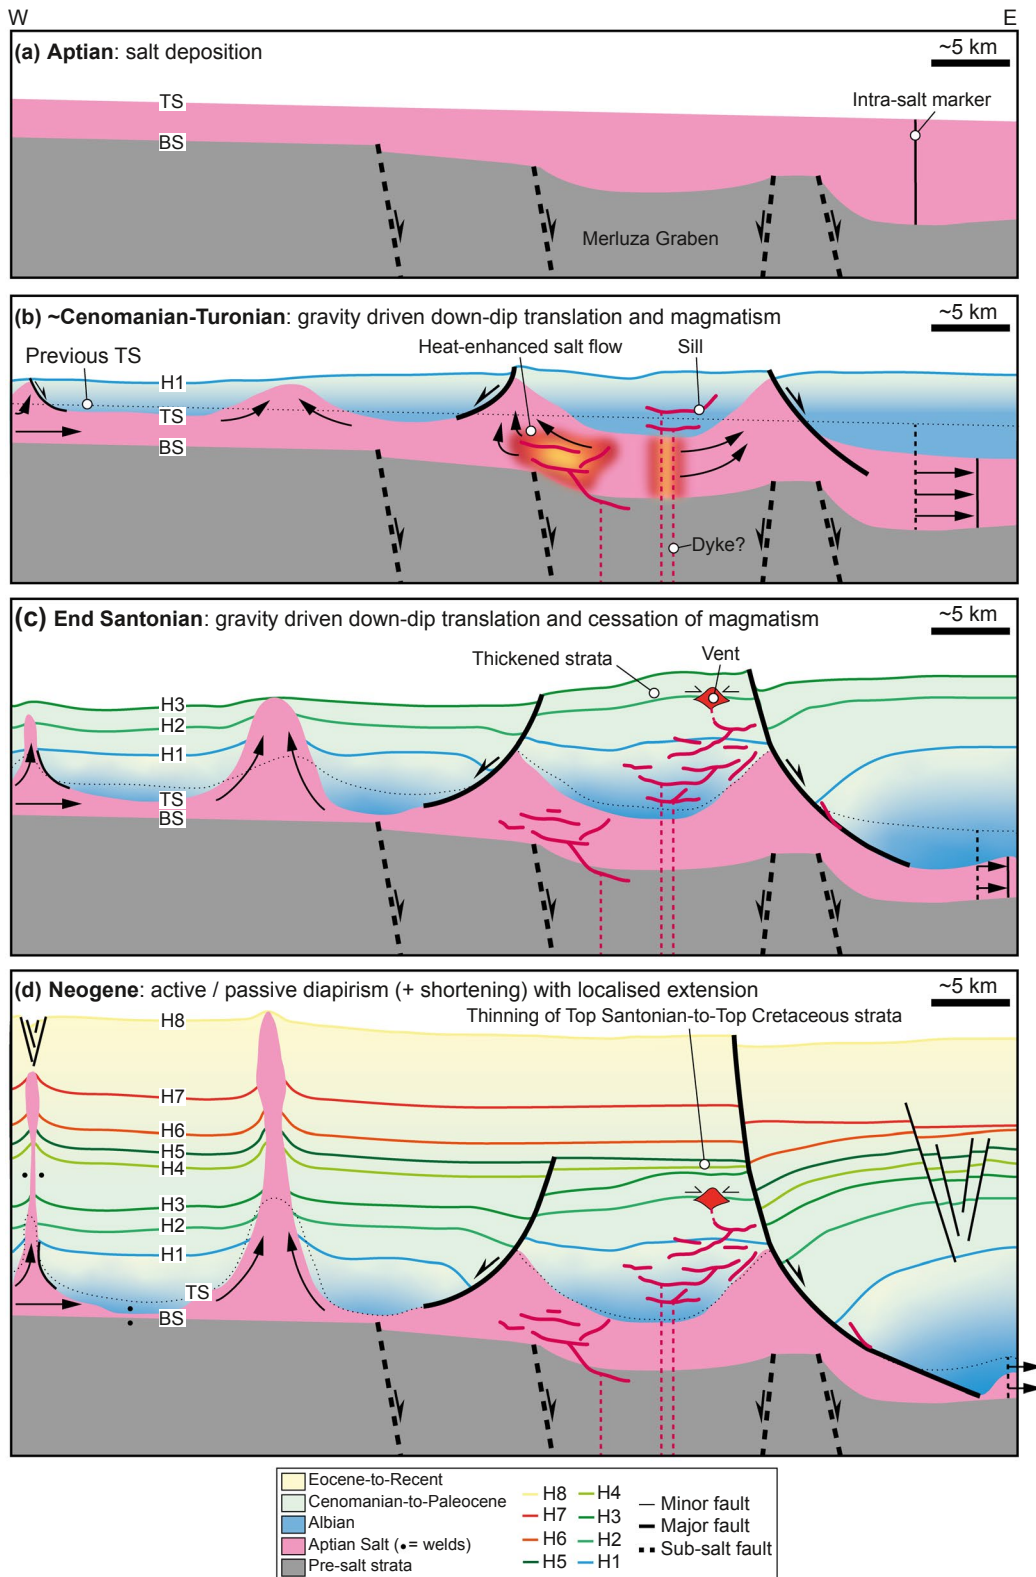 W E
(a) Aptian: salt deposition
~5 km
TS
Intra-salt marker
BS
Merluza Graben
(b) ~Cenomanian-Turonian: gravity driven down-dip translation and magmatism
~5 km
Previous TS
Heat-enhanced salt flow
Sill
H1
TS
BS
Dyke?
(c) End Santonian: gravity driven down-dip translation and cessation of magmatism
~5 km
Thickened strata
Vent
H3
H2
H1
TS
BS
(d) Neogene: active / passive diapirism (+ shortening) with localised extension
~5 km
Thinning of Top Santonian-to-Top Cretaceous strata
H8
H7
H6
H5
H4
H3
H2
H1
TS
BS
Eocene-to-Recent
Cenomanian-to-Paleocene
Albian
Aptian Salt (•= welds)
Pre-salt strata
H8 H4
H7 H3
H6 H2
H5 H1
Minor fault
Major fault
Sub-salt fault